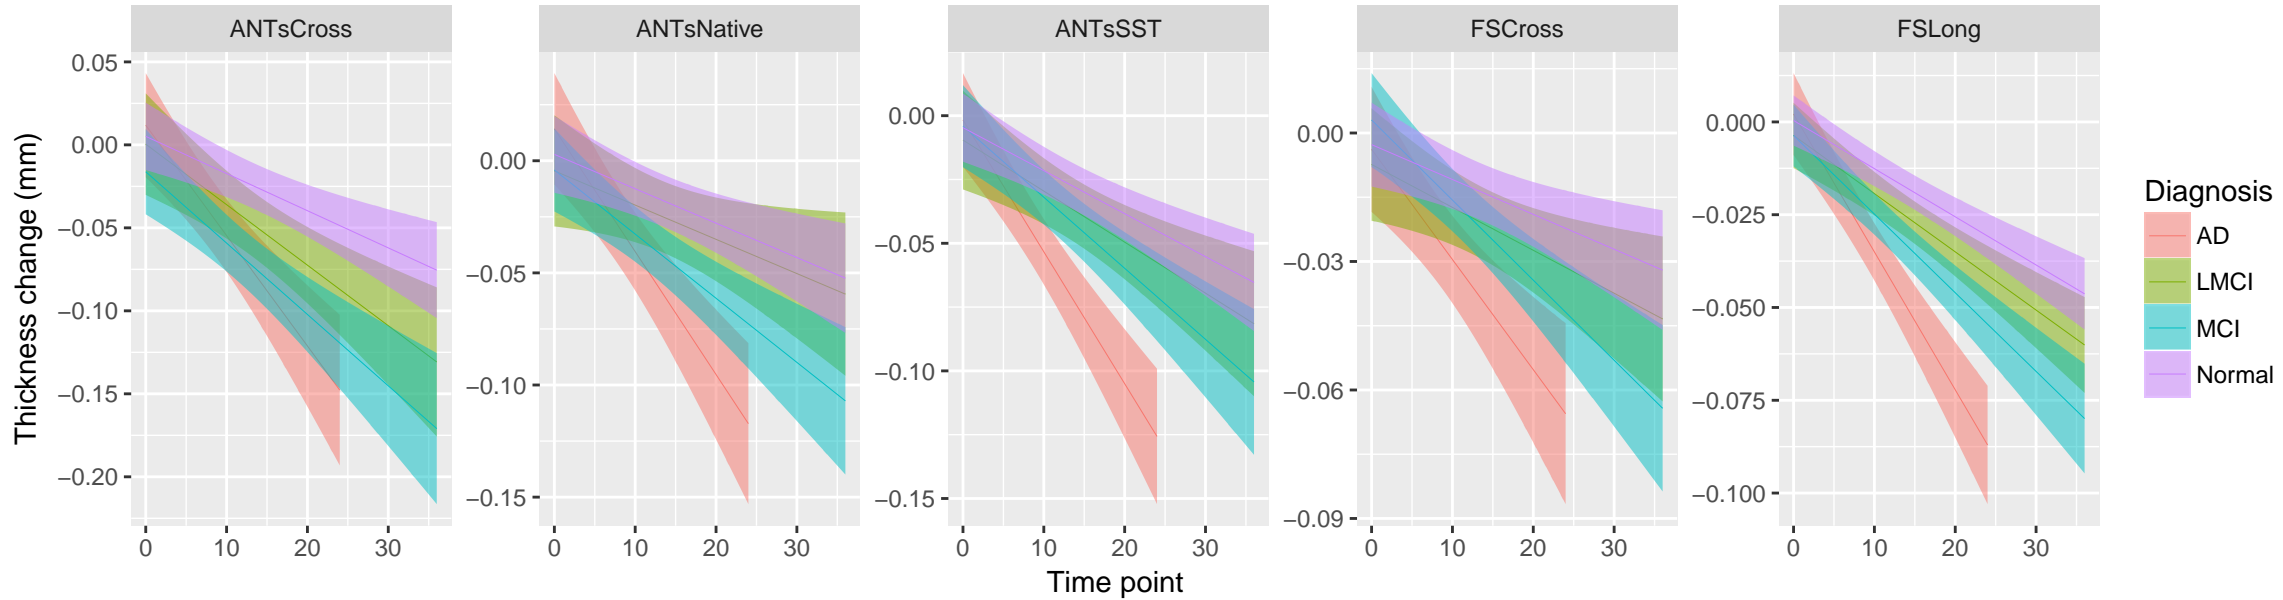 ANTsCross
ANTsNative
ANTsSST
FSCross
FSLong
Thickness change (mm)
0.05
0.00
−0.05
−0.10
−0.15
−0.20
0.00
−0.05
−0.10
−0.15
0.00
−0.05
−0.10
−0.15
0.00
−0.03
−0.06
−0.09
0.000
−0.025
−0.050
−0.075
−0.100
0 10 20 30
0 10 20 30
0 10 20 30
0 10 20 30
0 10 20 30
Time point
Diagnosis
AD
LMCI
MCI
Normal